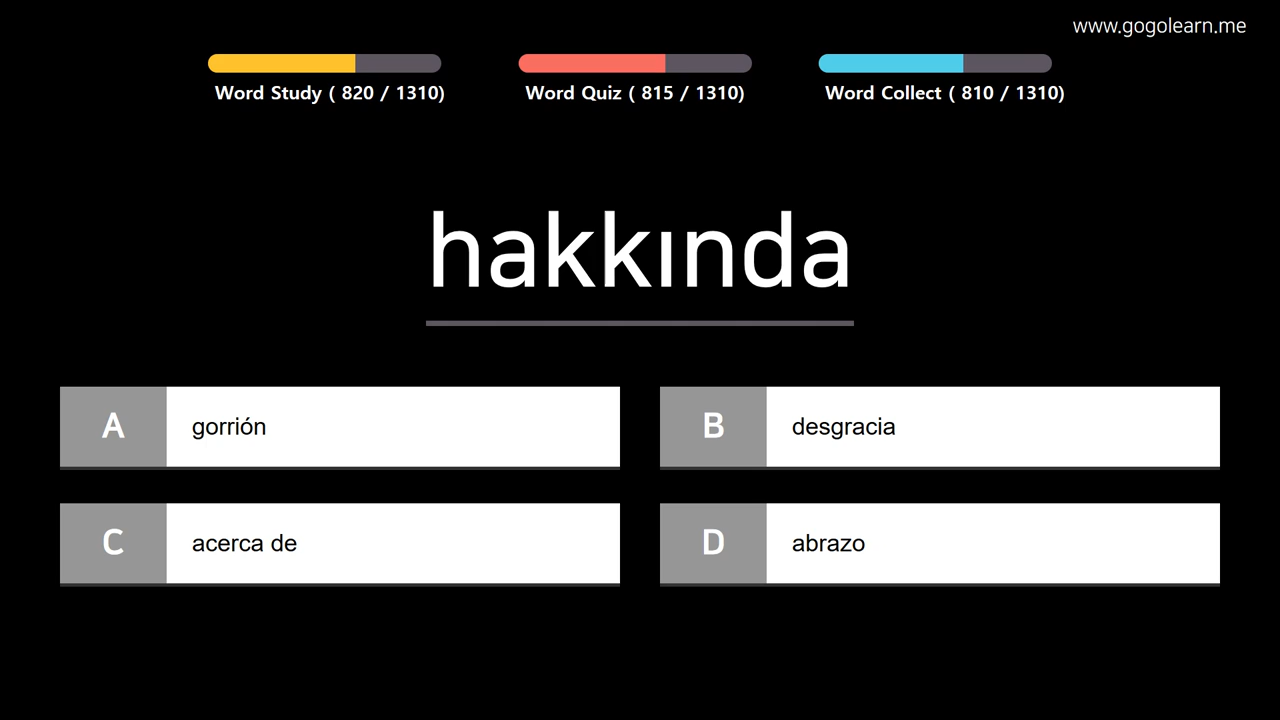 www.gogolearn.me
Word Study ( 820 / 1310)
Word Quiz ( 815 / 1310)
Word Collect ( 810 / 1310)
hakkında
A gorrión
B desgracia
C acerca de
D abrazo